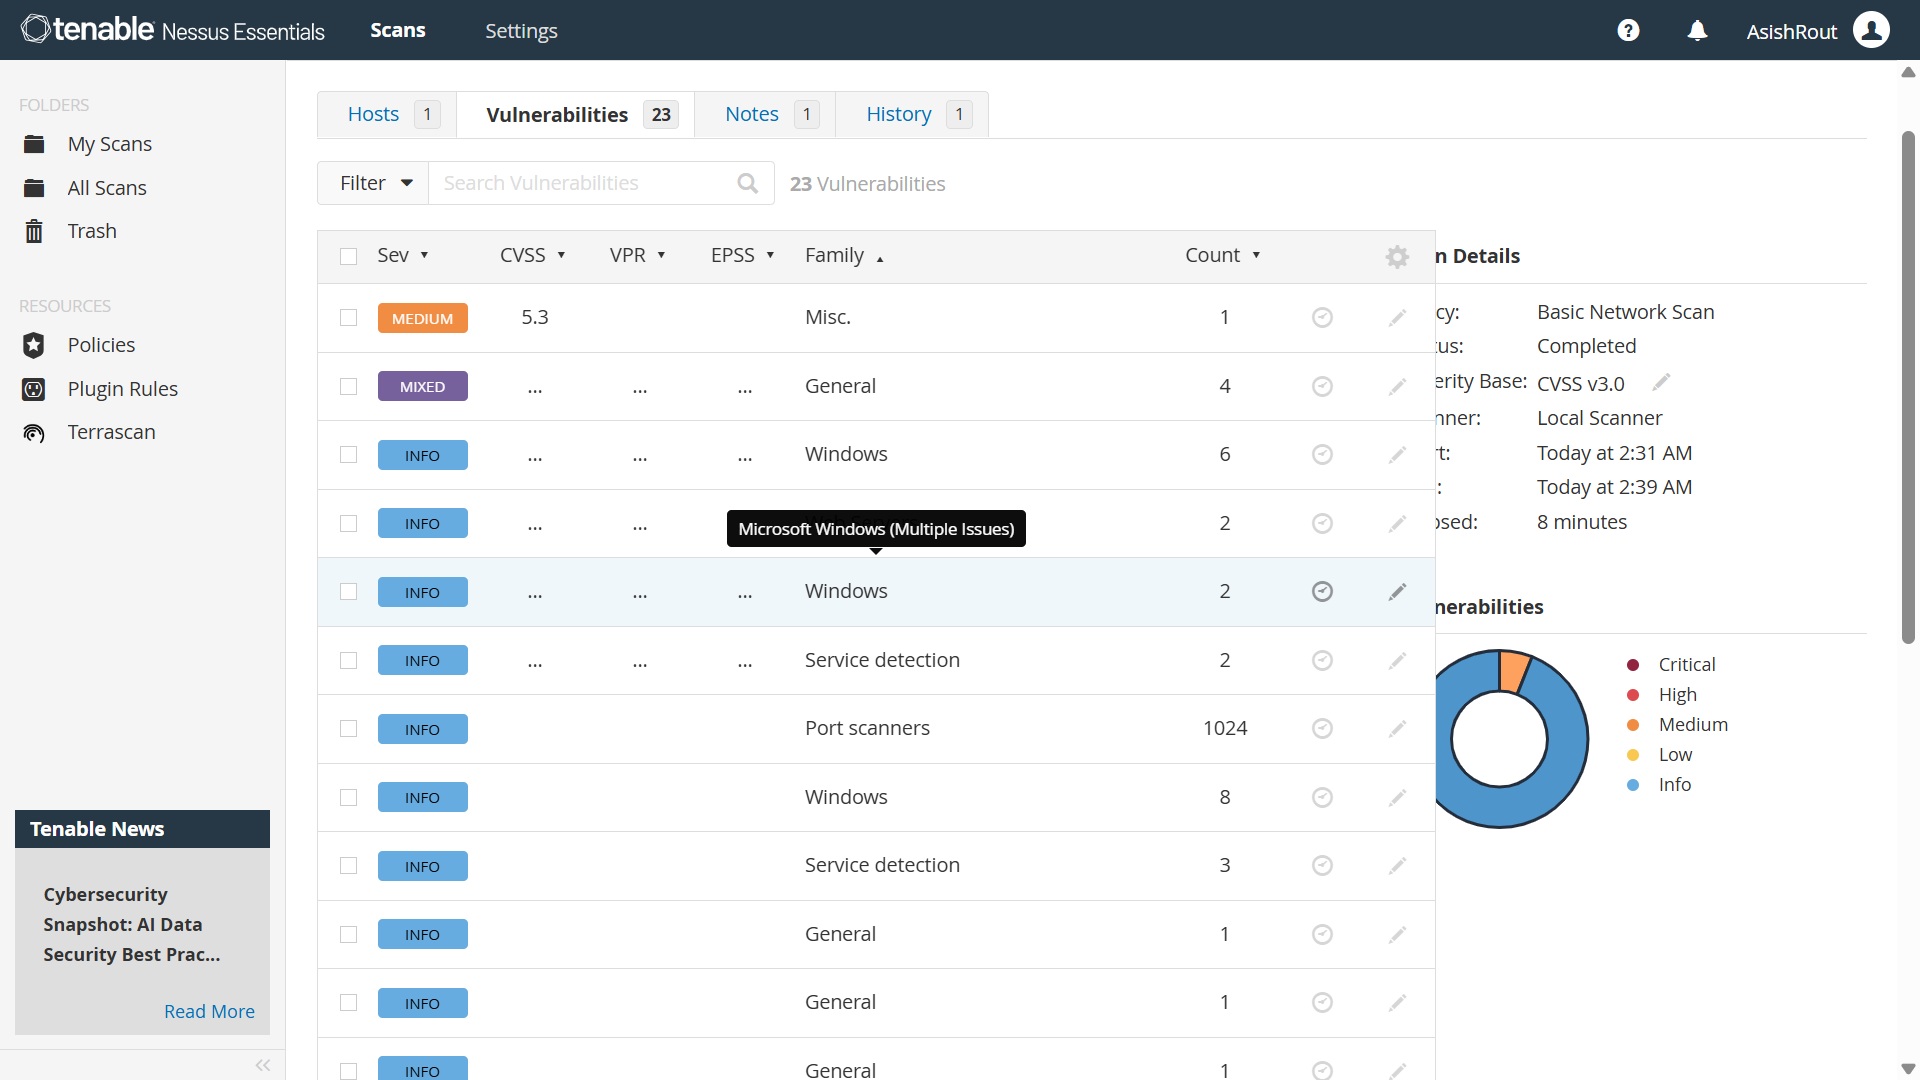 tenable Nessus Essentials Scans Settings AsishRout
FOLDERS
My Scans
All Scans
Trash
RESOURCES
Policies
Plugin Rules
Terrascan
Tenable News
Cybersecurity
Snapshot: AI Data
Security Best Prac...
Read More
Hosts 1 Vulnerabilities 23 Notes 1 History 1
Filter Search Vulnerabilities 23 Vulnerabilities
Sev CVSS VPR EPSS Family Count
MEDIUM 5.3 Misc. 1
MIXED ... ... ... General 4
INFO ... ... ... Windows 6
INFO ... ... 2
Microsoft Windows (Multiple Issues)
INFO ... ... ... Windows 2
INFO ... ... ... Service detection 2
INFO Port scanners 1024
INFO Windows 8
INFO Service detection 3
INFO General 1
INFO General 1
INFO General 1
n Details
cy: Basic Network Scan
tus: Completed
erity Base: CVSS v3.0
nner: Local Scanner
rt: Today at 2:31 AM
: Today at 2:39 AM
osed: 8 minutes
nerabilities
Critical
High
Medium
Low
Info